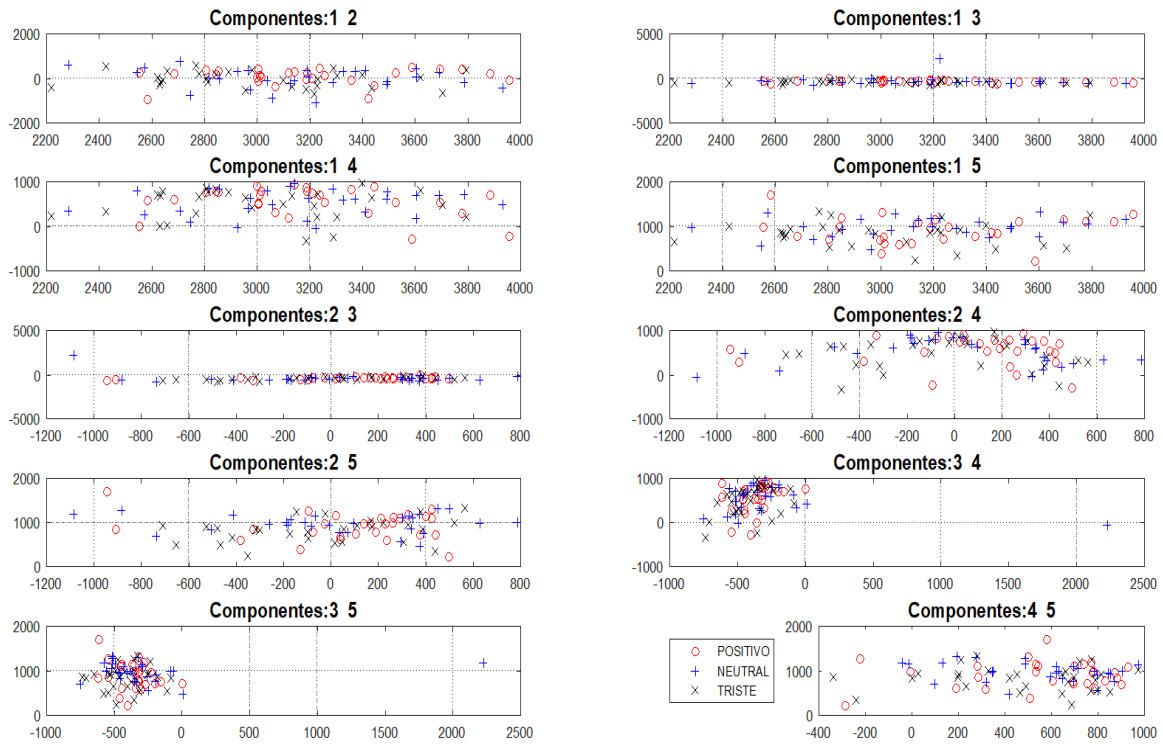 Componentes:1 2
2000
0
-2000
2200 2400 2600 2800 3000 3200 3400 3600 3800 4000
Componentes:1 3
5000
0
-5000
2200 2400 2600 2800 3000 3200 3400 3600 3800 4000
Componentes:1 4
1000
0
-1000
2200 2400 2600 2800 3000 3200 3400 3600 3800 4000
Componentes:1 5
2000
1000
0
2200 2400 2600 2800 3000 3200 3400 3600 3800 4000
Componentes:2 3
5000
0
-5000
-1200 -1000 -800 -600 -400 -200 0 200 400 600 800
Componentes:2 4
1000
0
-1000
-1200 -1000 -800 -600 -400 -200 0 200 400 600 800
Componentes:2 5
2000
1000
0
-1200 -1000 -800 -600 -400 -200 0 200 400 600 800
Componentes:3 4
1000
0
-1000
-1000 -500 0 500 1000 1500 2000 2500
Componentes:3 5
2000
1000
0
-1000 -500 0 500 1000 1500 2000 2500
POSITIVO
NEUTRAL
TRISTE
Componentes:4 5
2000
1000
0
-400 -200 0 200 400 600 800 1000